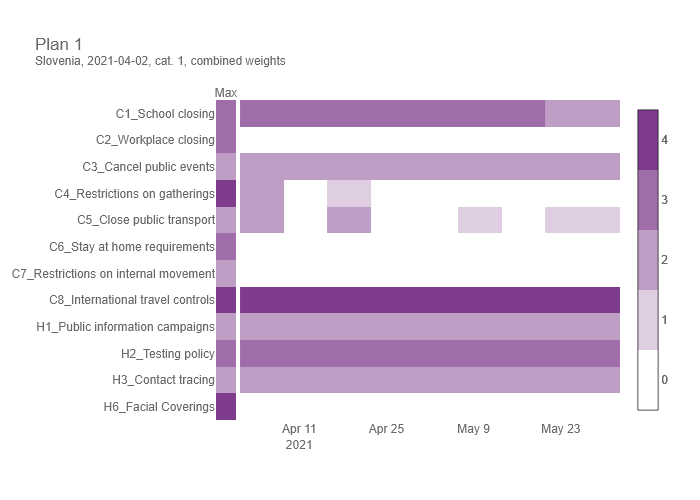 Plan 1
Slovenia, 2021-04-02, cat. 1, combined weights
Max
C1_School closing
C2_Workplace closing
C3_Cancel public events
C4_Restrictions on gatherings
C5_Close public transport
C6_Stay at home requirements
C7_Restrictions on internal movement
C8_International travel controls
H1_Public information campaigns
H2_Testing policy
H3_Contact tracing
H6_Facial Coverings
Apr 11 Apr 25 May 9 May 23
2021
4
3
2
1
0